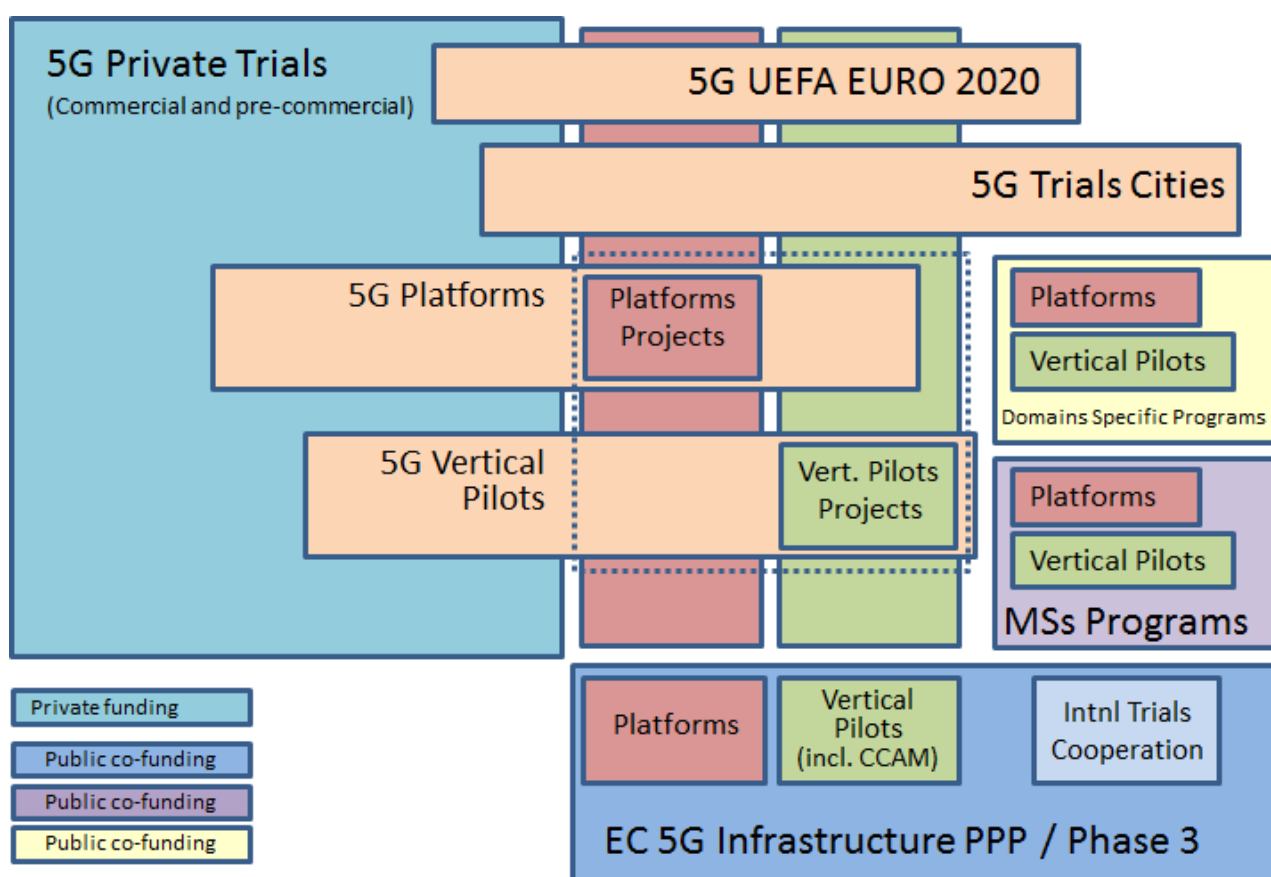 5G Private Trials
(Commercial and pre-commercial)
5G UEFA EURO 2020
5G Trials Cities
5G Platforms
Platforms
Projects
Platforms
Vertical Pilots
Domains Specific Programs
5G Vertical
Pilots
Vert. Pilots
Projects
Platforms
Vertical Pilots
MSs Programs
Private funding
Public co-funding
Public co-funding
Public co-funding
Platforms
Vertical
Pilots
(incl. CCAM)
Intnl Trials
Cooperation
EC 5G Infrastructure PPP / Phase 3